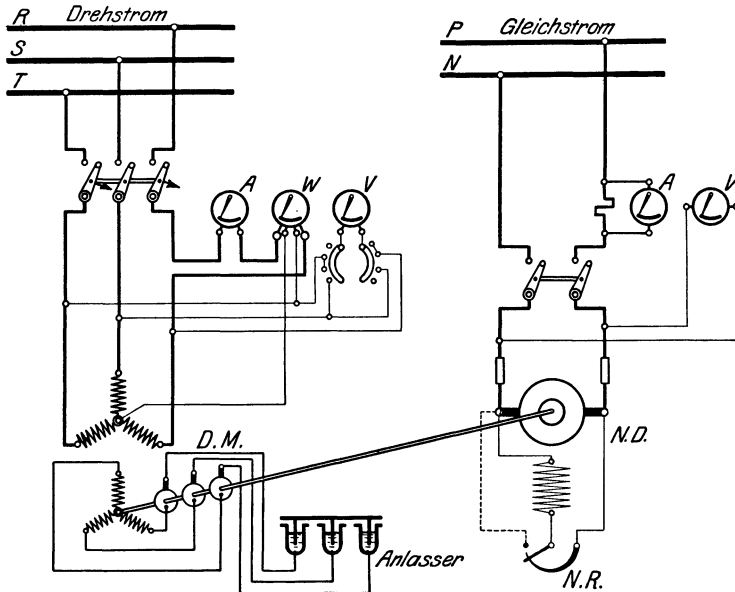 R Drehstrom
S
T
A W V
D.M.
Anlasser
P Gleichstrom
N
A V
N.D.
N.R.